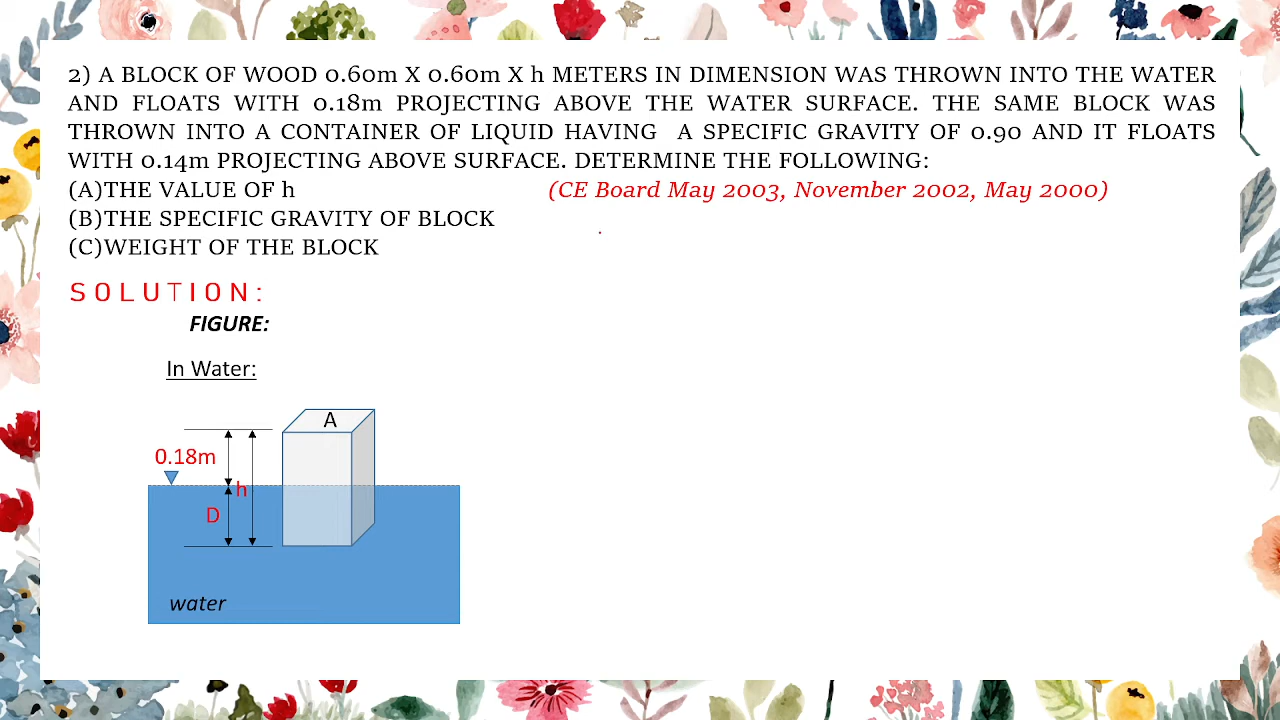 2) A BLOCK OF WOOD 0.60m X 0.60m X h METERS IN DIMENSION WAS THROWN INTO THE WATER
AND FLOATS WITH 0.18m PROJECTING ABOVE THE WATER SURFACE. THE SAME BLOCK WAS
THROWN INTO A CONTAINER OF LIQUID HAVING A SPECIFIC GRAVITY OF 0.90 AND IT FLOATS
WITH 0.14m PROJECTING ABOVE SURFACE. DETERMINE THE FOLLOWING:
(A)THE VALUE OF h (CE Board May 2003, November 2002, May 2000)
(B)THE SPECIFIC GRAVITY OF BLOCK
(C)WEIGHT OF THE BLOCK
SOLUTION:
FIGURE:
In Water:
A
0.18m
h
D
water